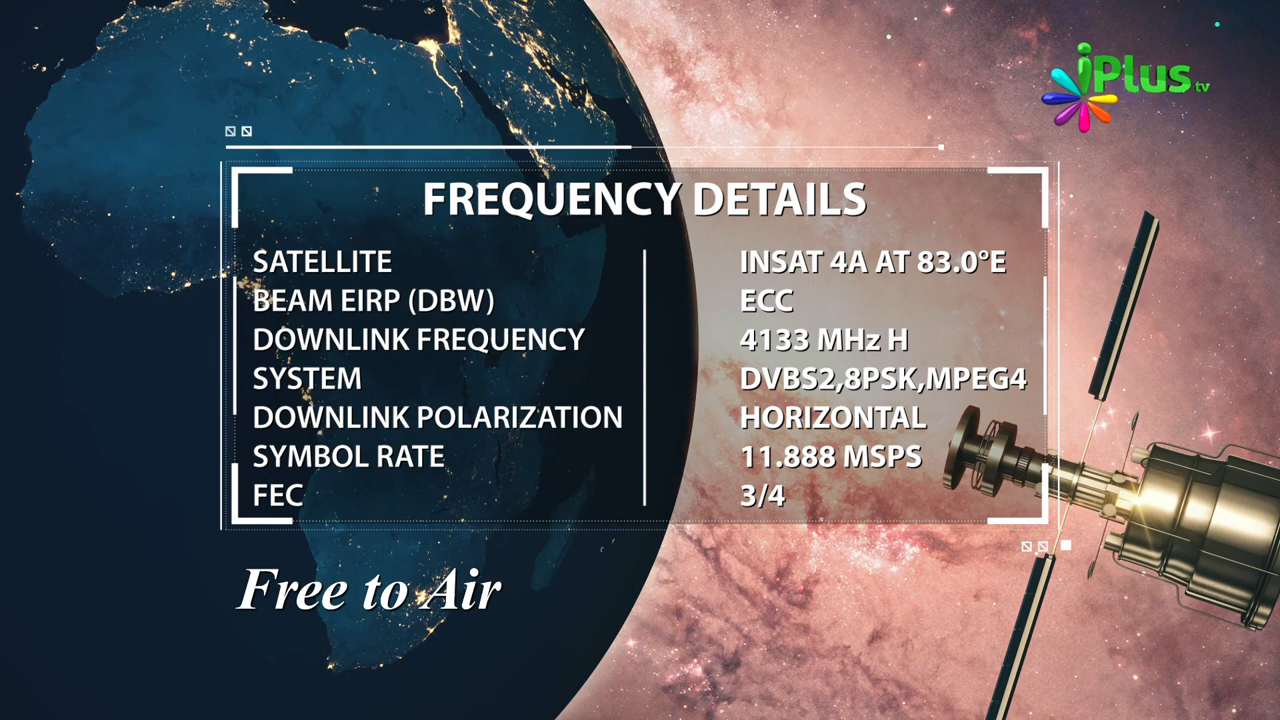 iPlus tv
FREQUENCY DETAILS
SATELLITE INSAT 4A AT 83.0°E
BEAM EIRP (DBW) ECC
DOWNLINK FREQUENCY 4133 MHz H
SYSTEM DVBS2,8PSK,MPEG4
DOWNLINK POLARIZATION HORIZONTAL
SYMBOL RATE 11.888 MSPS
FEC 3/4
Free to Air